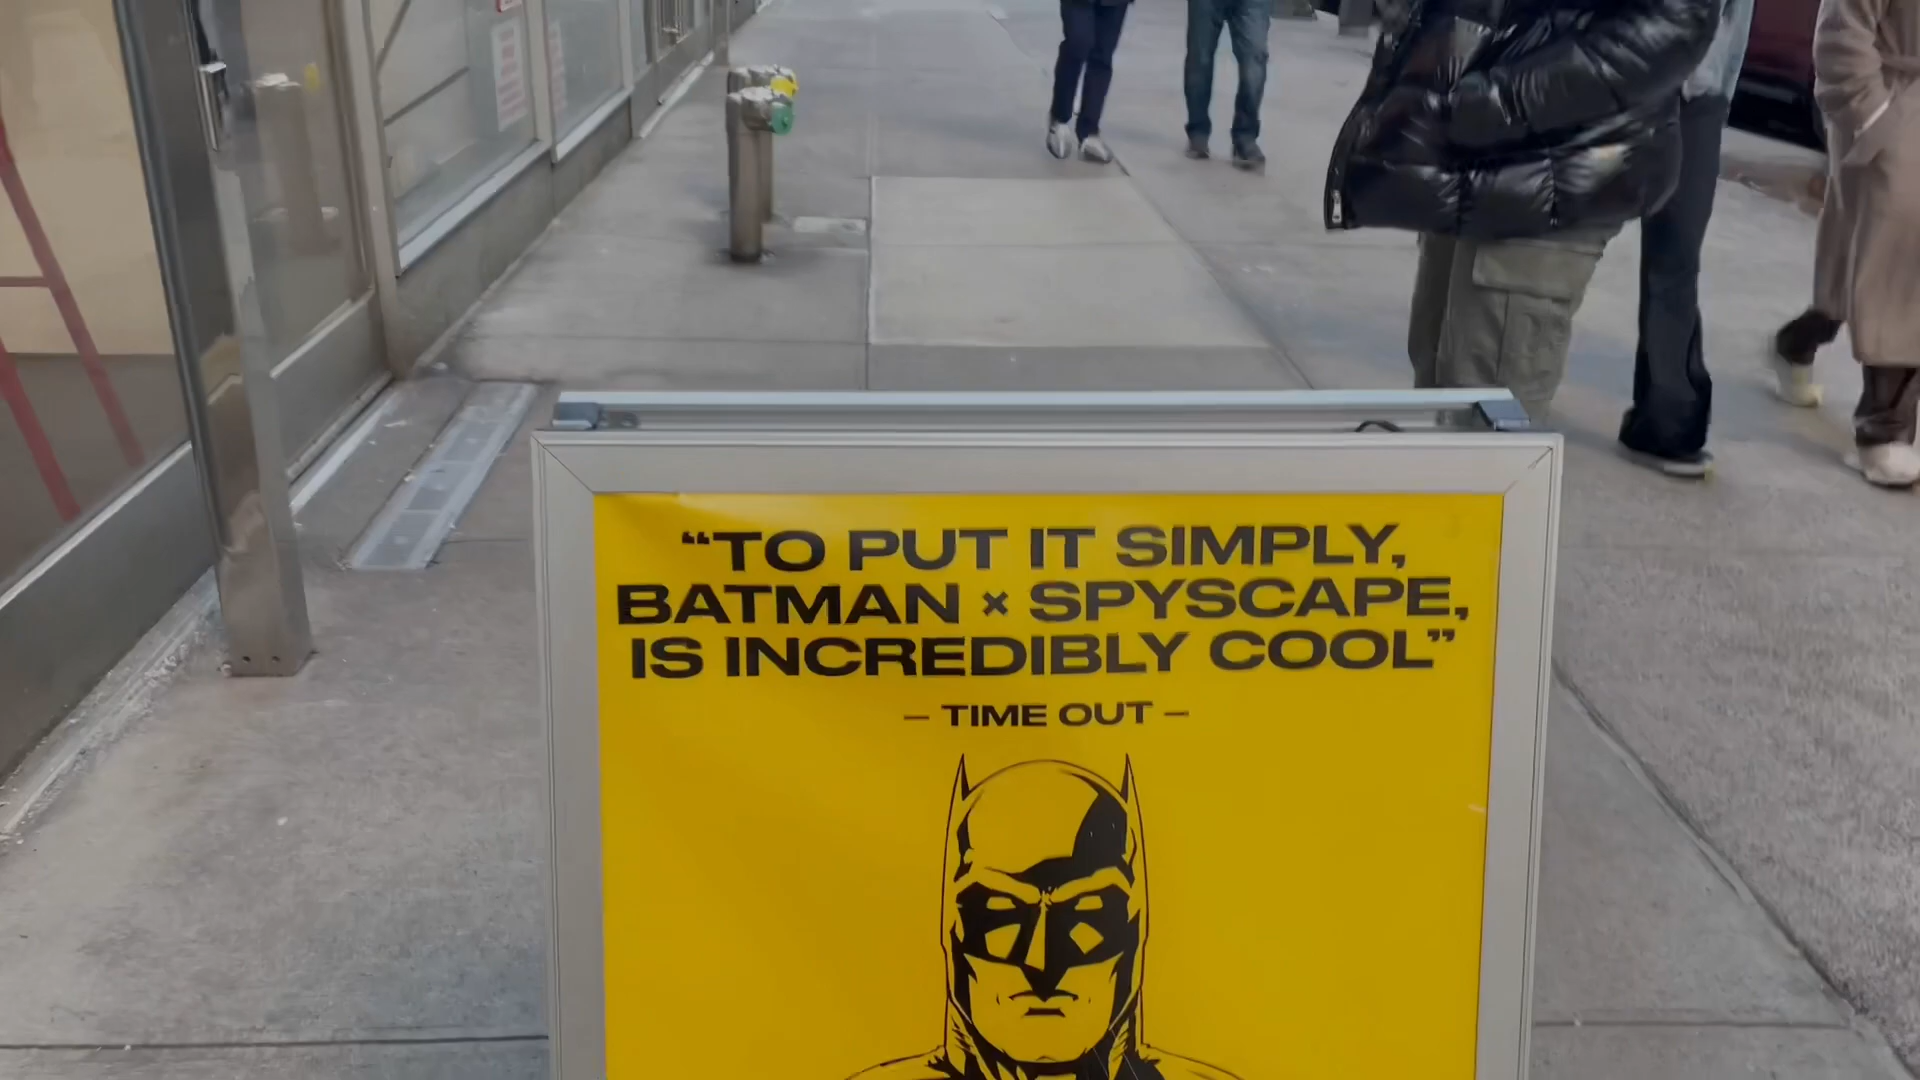 “TO PUT IT SIMPLY,
BATMAN × SPYSCAPE,
IS INCREDIBLY COOL”
– TIME OUT –